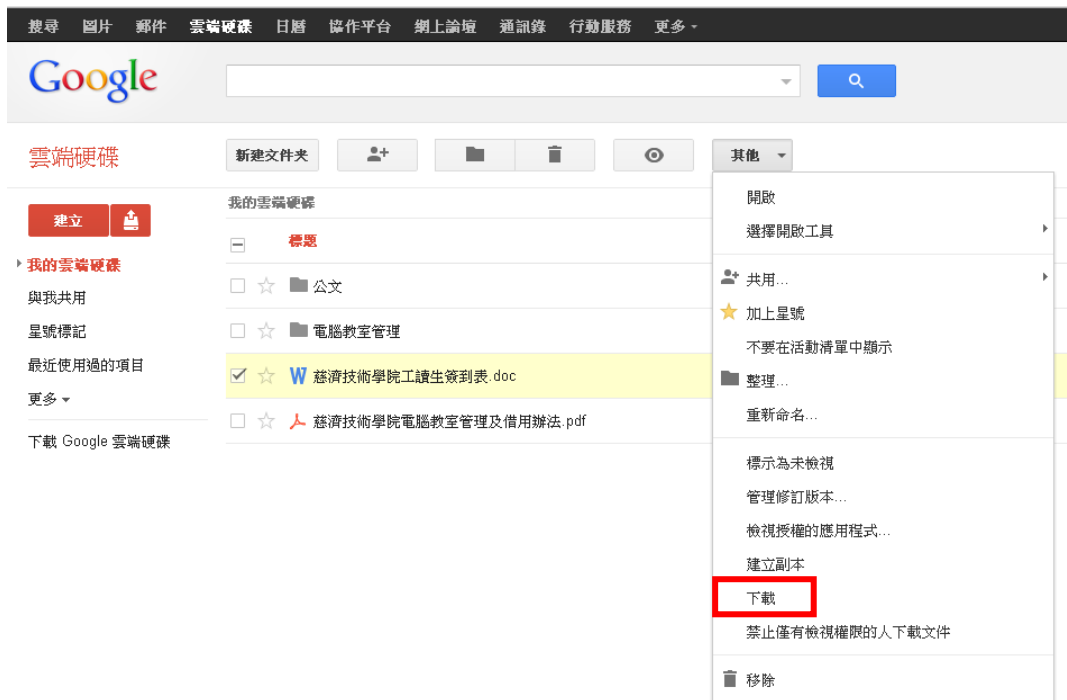 搜尋 圖片 郵件 雲端硬碟 日曆 協作平台 網上論壇 通訊錄 行動服務 更多
Google
雲端硬碟
新建文件夹 其他
建立
我的雲端硬碟
與我共用
星號標記
最近使用過的項目
更多
下載 Google 雲端硬碟
我的雲端硬碟
標題
公文
電腦教室管理
慈濟技術學院工讀生簽到表.doc
慈濟技術學院電腦教室管理及借用辦法.pdf
開啟
選擇開啟工具
共用...
加上星號
不要在活動清單中顯示
整理...
重新命名...
標示為未檢視
管理修訂版本...
檢視授權的應用程式...
建立副本
下載
禁止僅有檢視權限的人下載文件
移除